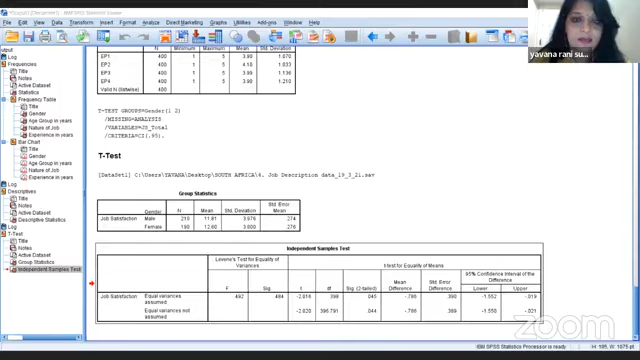 File Edit View Data Transform Insert Format Analyze Direct Marketing Graphs Utilities Add-ons Window
Log
Frequencies
Title
Notes
Active Dataset
Statistics
Frequency Table
Title
Gender
Age Group in years
Nature of Job
Experience in years
Bar Chart
Title
Gender
Age Group in years
Nature of Job
Experience in years
Log
Descriptives
Title
Notes
Active Dataset
Descriptive Statistics
Log
T-Test
Title
Notes
Active Dataset
Group Statistics
Independent Samples Test
N Minimum Maximum Mean Std. Deviation
EP1 400 1 5 3.90 1.070
EP2 400 1 5 4.10 1.033
EP3 400 1 5 3.99 1.136
EP4 400 1 5 3.90 1.210
Valid N (listwise) 400
T-TEST GROUPS=Gender(1 2)
/MISSING=ANALYSIS
/VARIABLES=JS_Total
/CRITERIA=CI(.95).
T-Test
[DataSet1] C:\Users\YAVANA\Desktop\SOUTH AFRICA\4. Job Description data_19_3_21.sav
Group Statistics
Gender N Mean Std. Deviation Std. Error Mean
Job Satisfaction Male 210 11.81 3.976 .274
Female 190 12.60 3.800 .276
Independent Samples Test
Levene's Test for Equality of Variances
t-test for Equality of Means
95% Confidence Interval of the Difference
F Sig. t df Sig. (2-tailed) Mean Difference Std. Error Difference Lower Upper
Job Satisfaction Equal variances assumed .492 .484 -2.016 398 .045 -.786 .390 -1.552 -.019
Equal variances not assumed -2.020 396.791 .044 -.786 .389 -1.550 -.021
IBM SPSS Statistics Processor is ready
H: 185, W: 1075 pt
yavana rani su...
zoom